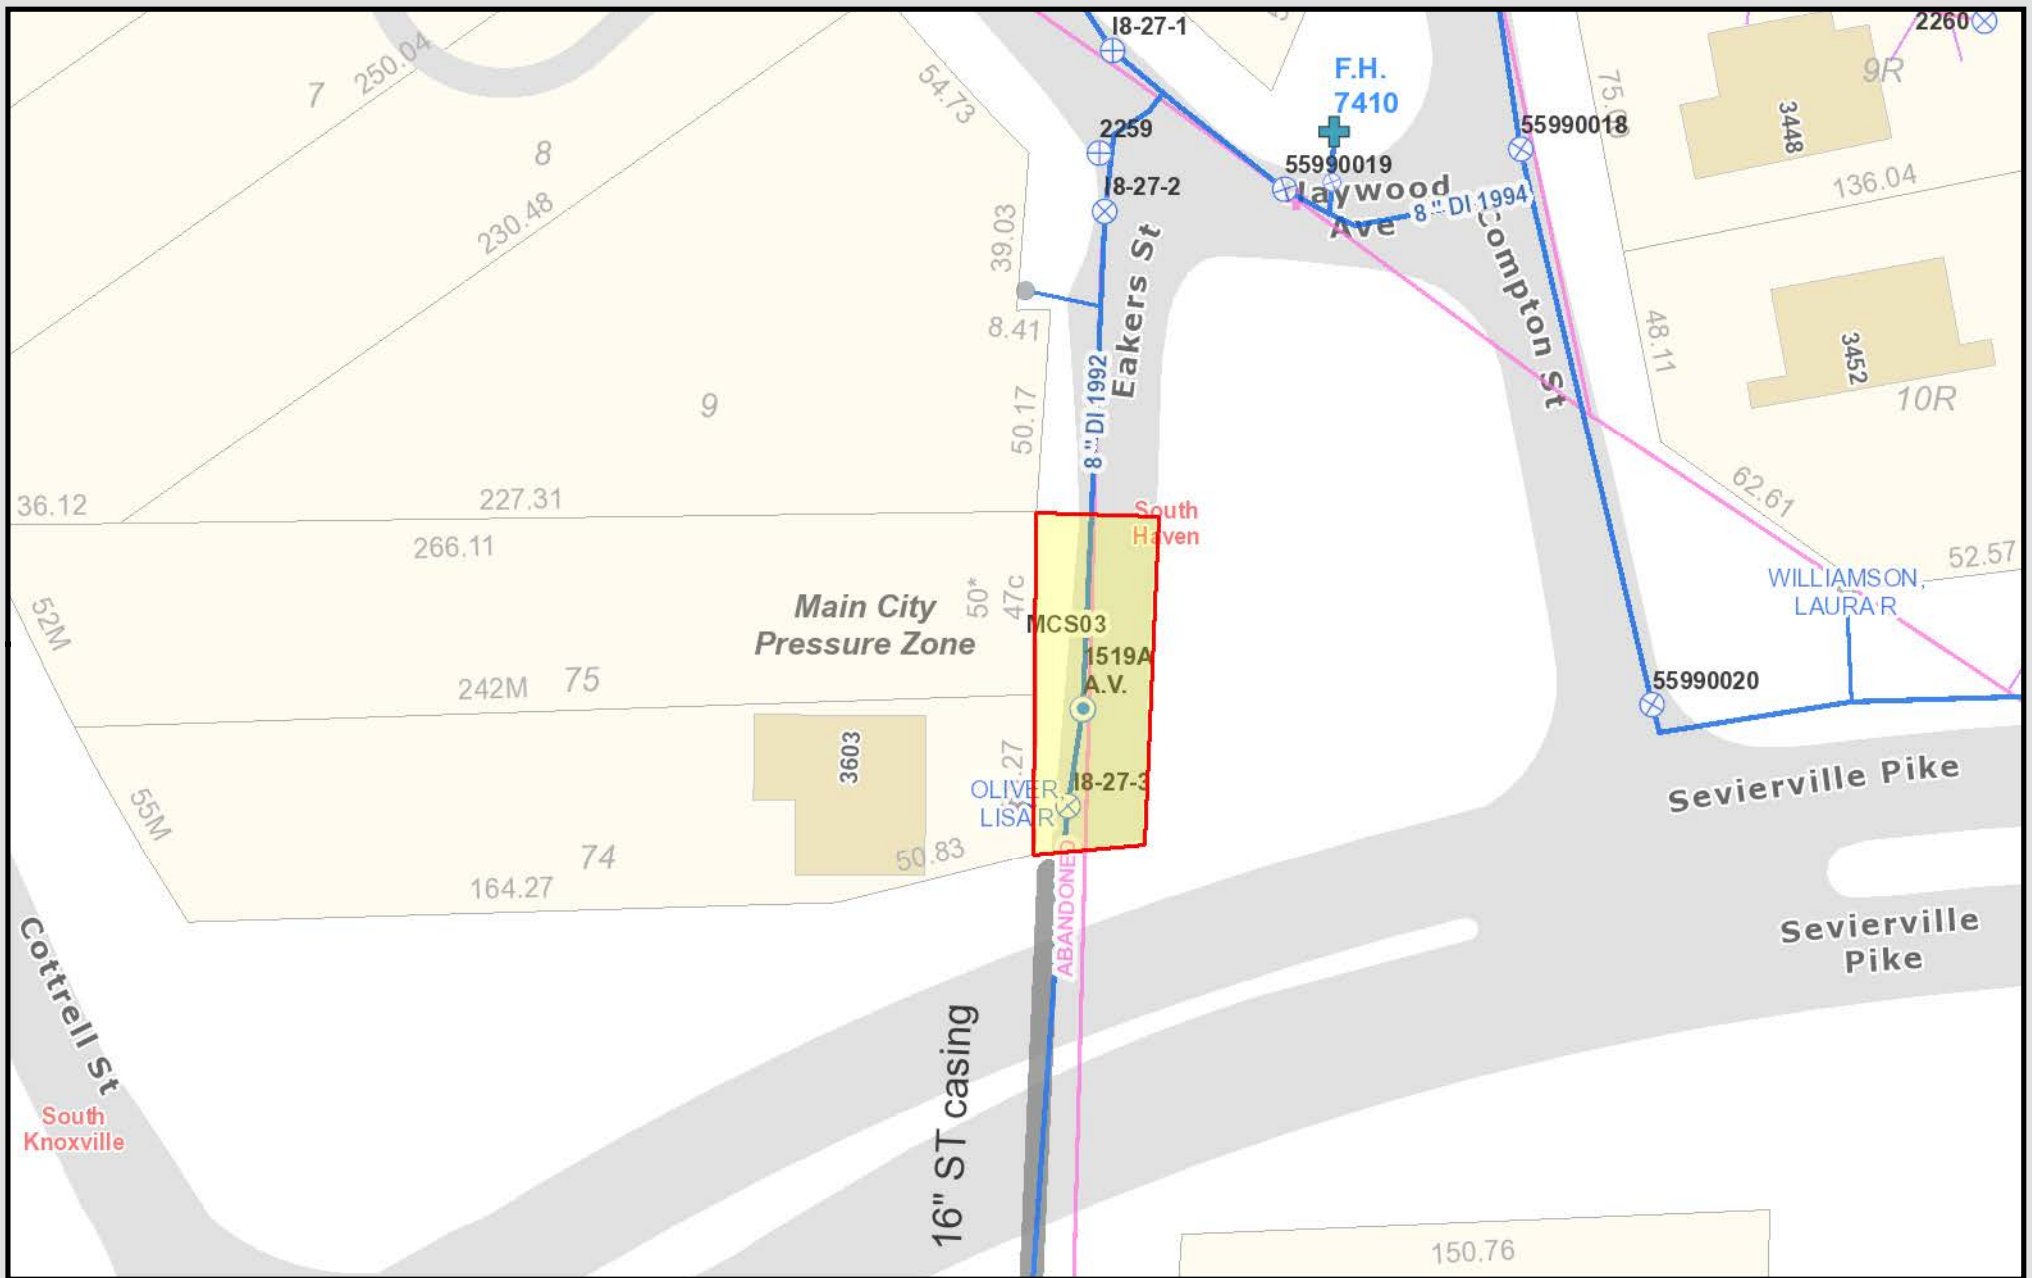 I8-27-1
2260
F.H.
7410
9R
7
250.04
54.73
75.09
3448
2259
55990018
8
55990019
136.04
I8-27-2
Haywood
Ave
8 " DI 1994
230.48
39.03
Eakers St
Compton St
8.41
48.11
3452
10R
9
8 " DI 1992
50.17
62.61
36.12
227.31
South
Haven
266.11
52.57
52M
Main City
Pressure Zone
50*
47c
MCS03
WILLIAMSON,
LAURA R
1519A
A.V.
242M
75
55990020
3603
I8-27-3
OLIVER,
LISA R
Sevierville Pike
55M
74
50.83
164.27
ABANDONED
Sevierville
Pike
Cottrell St
16" ST casing
South
Knoxville
150.76